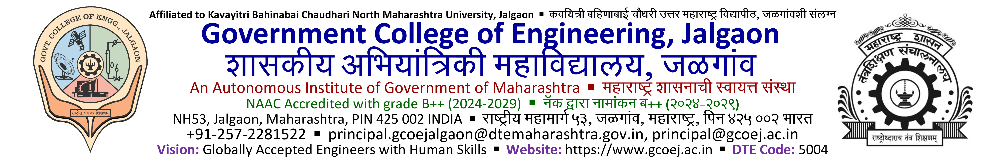 GOVT. COLLEGE OF ENGG., JALGAON
राष्ट्रोद्धाराय तंत्र शिक्षणम्
Affiliated to Kavayitri Bahinabai Chaudhari North Maharashtra University, Jalgaon ▪ कवयित्री बहिणाबाई चौधरी उत्तर महाराष्ट्र विद्यापीठ, जळगांवशी संलग्न
Government College of Engineering, Jalgaon
शासकीय अभियांत्रिकी महाविद्यालय, जळगांव
An Autonomous Institute of Government of Maharashtra ▪ महाराष्ट्र शासनाची स्वायत्त संस्था
NAAC Accredited with grade B++ (2024-2029) ▪ नॅक द्वारा नामांकन ब++ (२०२४-२०२९)
NH53, Jalgaon, Maharashtra, PIN 425 002 INDIA ▪ राष्ट्रीय महामार्ग ५३, जळगांव, महाराष्ट्र, पिन ४२५ ००२ भारत
+91-257-2281522 ▪ principal.gcoejalgaon@dtemaharashtra.gov.in, principal@gcoej.ac.in
Vision: Globally Accepted Engineers with Human Skills ▪ Website: https://www.gcoej.ac.in ▪ DTE Code: 5004
महाराष्ट्र शासन
तंत्रशिक्षण संचालनालय
राष्ट्रोध्दाराय तंत्र शिक्षणम्